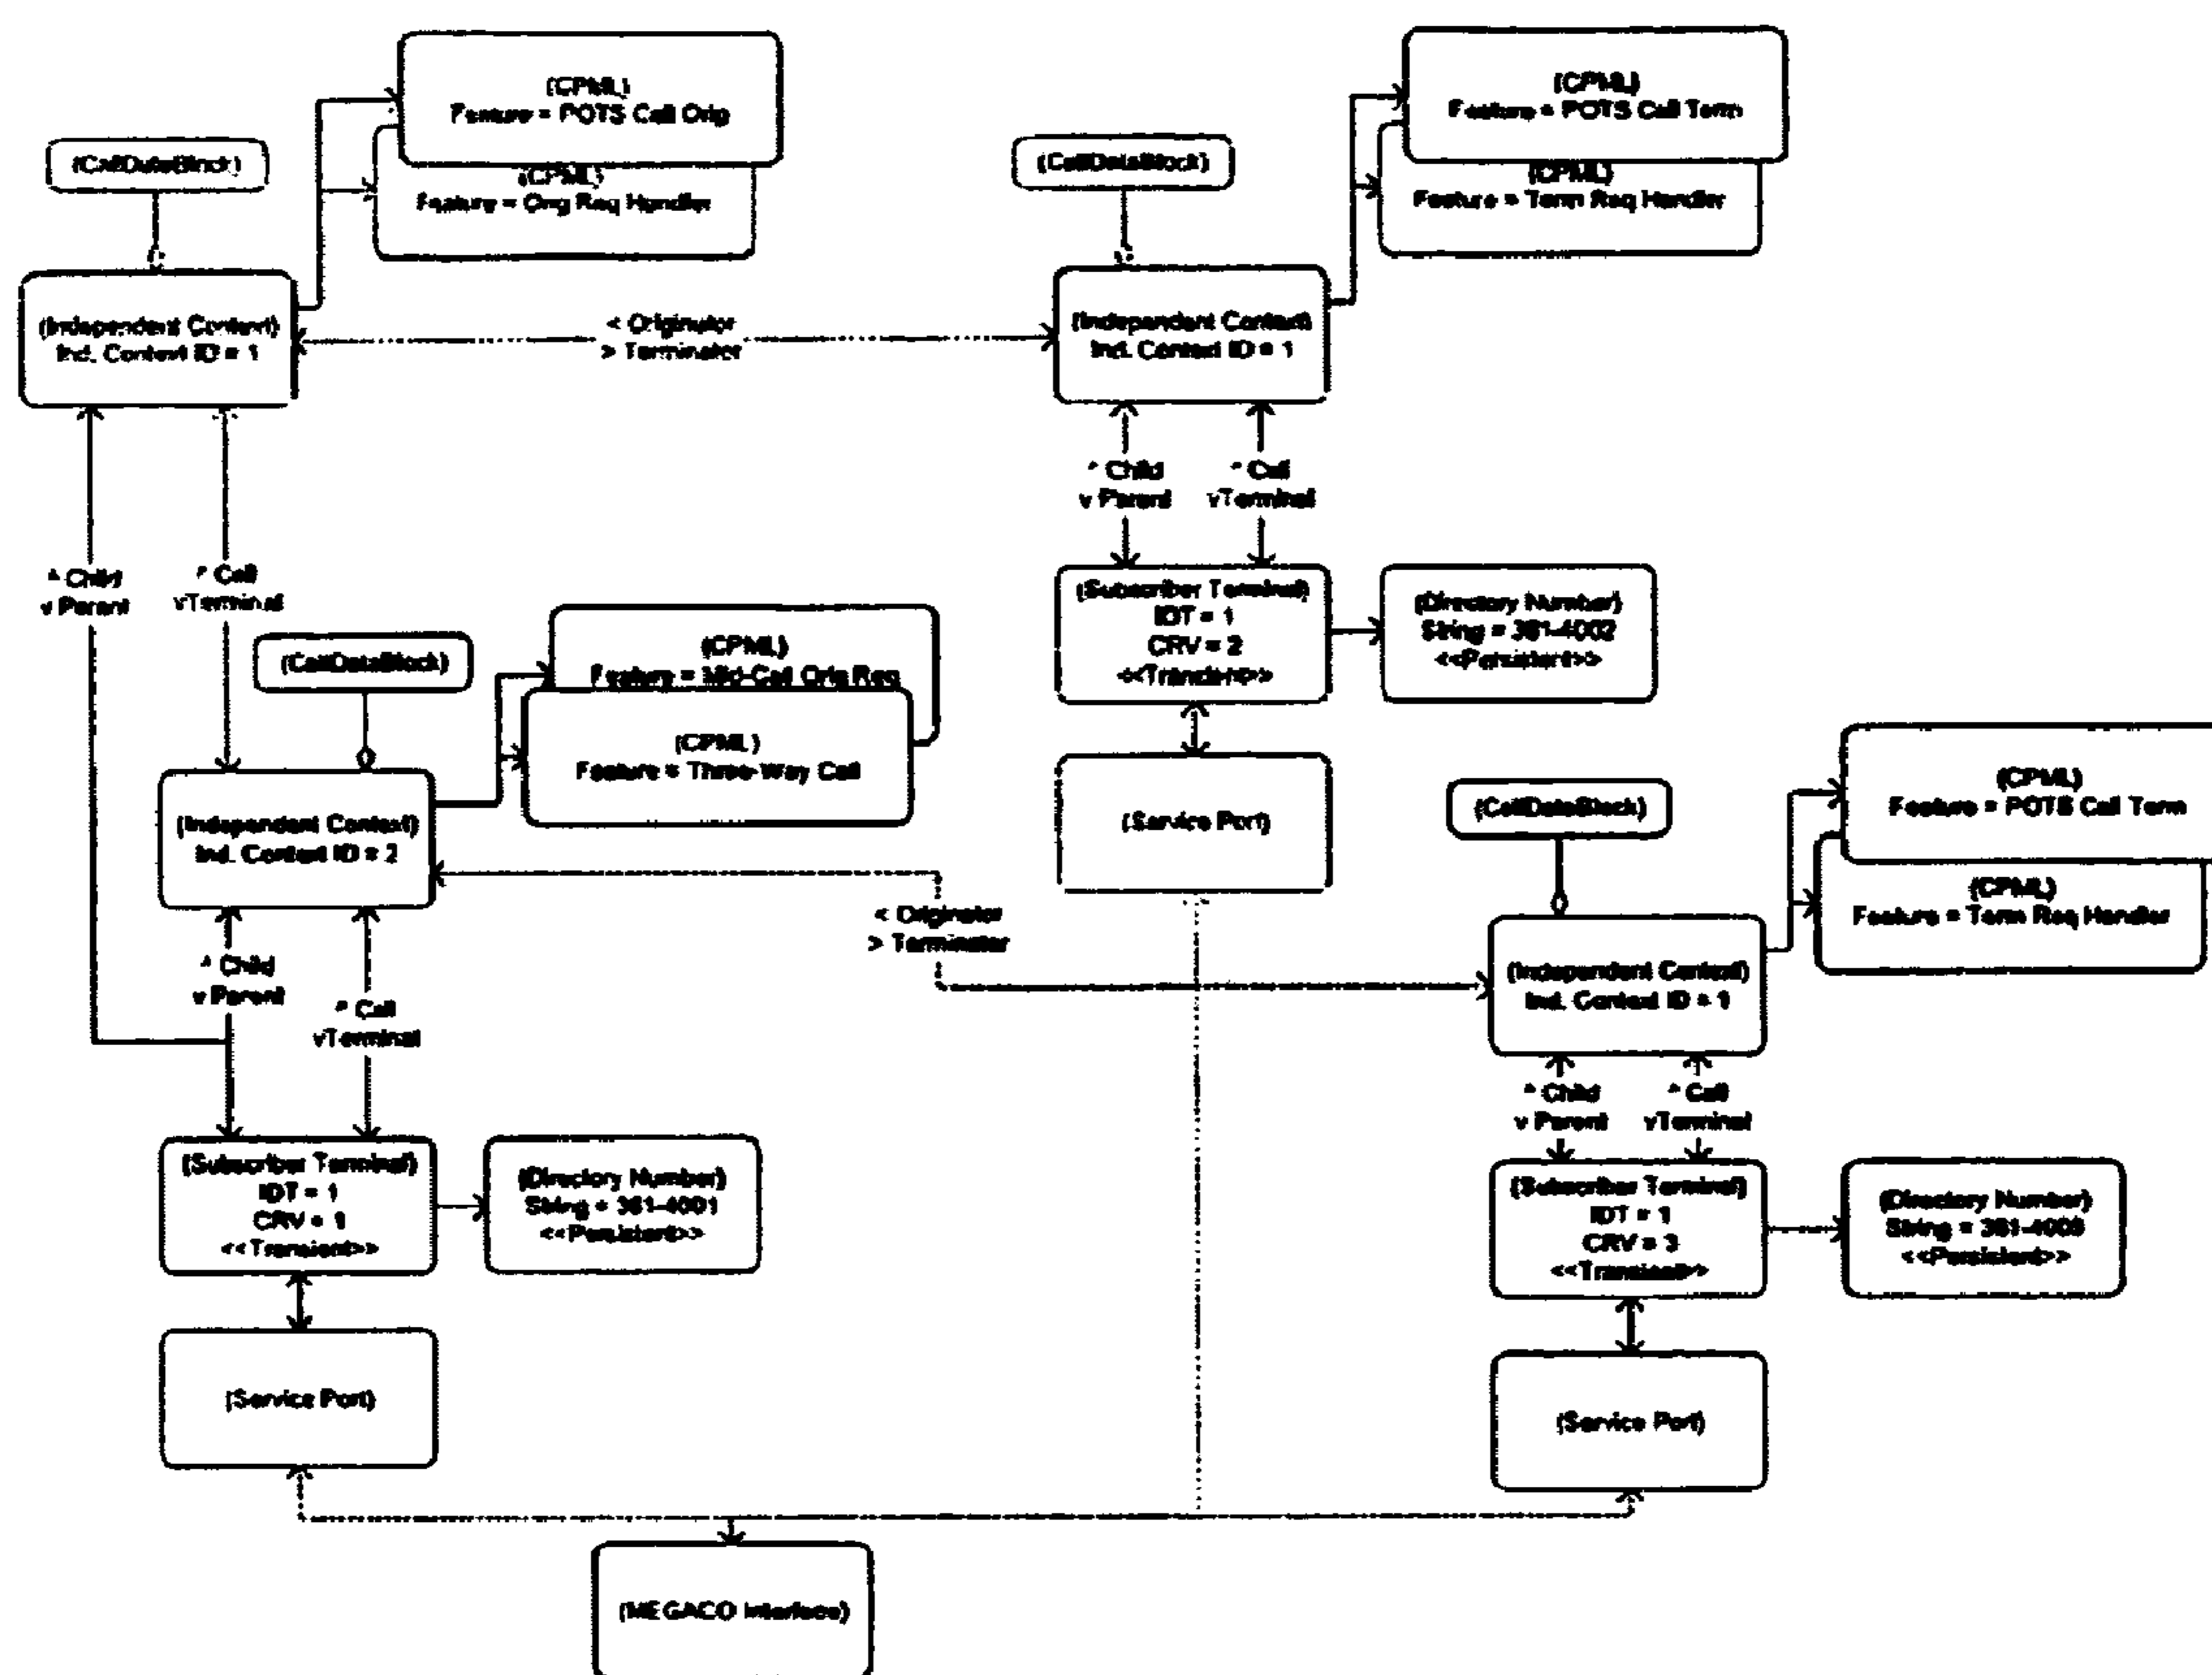 (CPML)
Feature = POTS Call Orig
(CPML)
Feature = Orig Req Handler
(CallDataBlock)
(Independent Context)
Ind. Context ID = 1
< Originator
> Terminator
(CPML)
Feature = POTS Call Term
(CPML)
Feature = Term Req Handler
(CallDataBlock)
(Independent Context)
Ind. Context ID = 1
^ Child
v Parent
^ Call
vTerminal
^ Child
v Parent
^ Call
vTerminal
(Subscriber Terminal)
IDT = 1
CRV = 2
<<Transient>>
(Directory Number)
String = 381-4002
<<Persistent>>
(Service Port)
(CallDataBlock)
(CPML)
Feature = Mid-Call Orig Req
(CPML)
Feature = Three-Way Call
(Independent Context)
Ind. Context ID = 2
< Originator
> Terminator
(CallDataBlock)
(CPML)
Feature = POTS Call Term
(CPML)
Feature = Term Req Handler
(Independent Context)
Ind. Context ID = 1
^ Child
v Parent
^ Call
vTerminal
^ Child
v Parent
^ Call
vTerminal
(Subscriber Terminal)
IDT = 1
CRV = 1
<<Transient>>
(Directory Number)
String = 381-4001
<<Persistent>>
(Subscriber Terminal)
IDT = 1
CRV = 3
<<Transient>>
(Directory Number)
String =
<<Persistent>>
(Service Port)
(Service Port)
(MEGACO Interface)